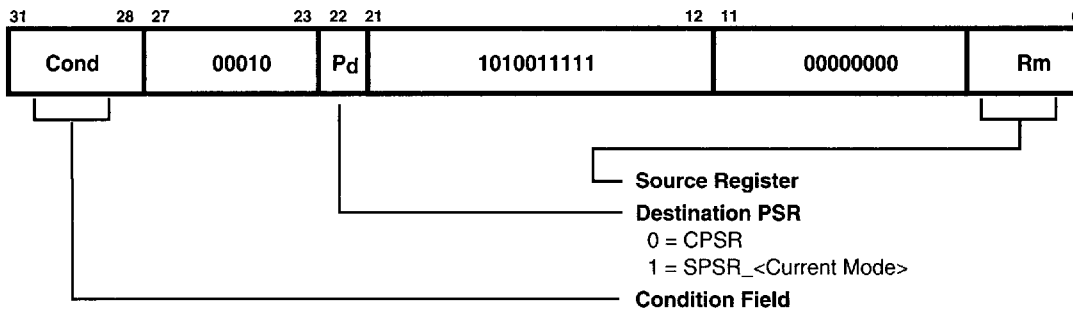 31 28 27 23 22 21 12 11
Cond 00010 Pd 1010011111 00000000 Rm
Source Register
Destination PSR
0 = CPSR
1 = SPSR_<Current Mode>
Condition Field